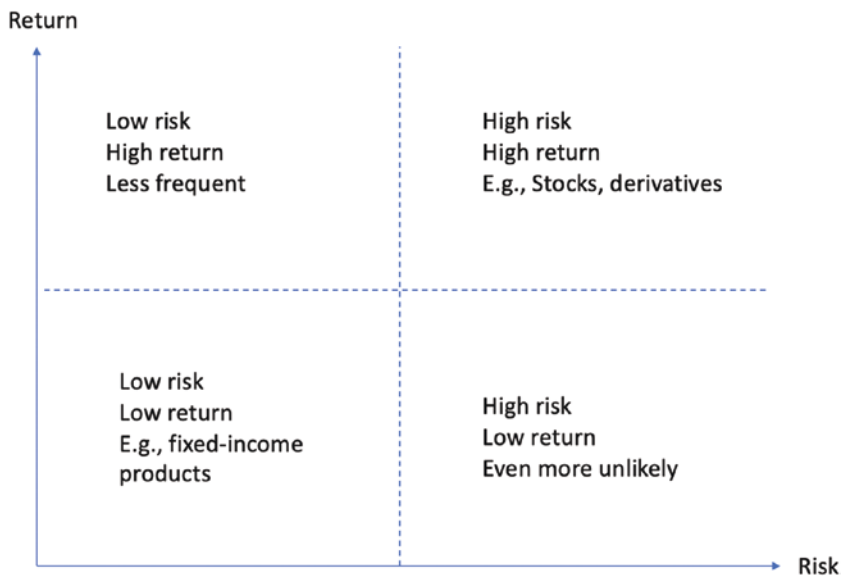 Return
Low risk
High return
Less frequent
High risk
High return
E.g., Stocks, derivatives
Low risk
Low return
E.g., fixed-income
products
High risk
Low return
Even more unlikely
Risk